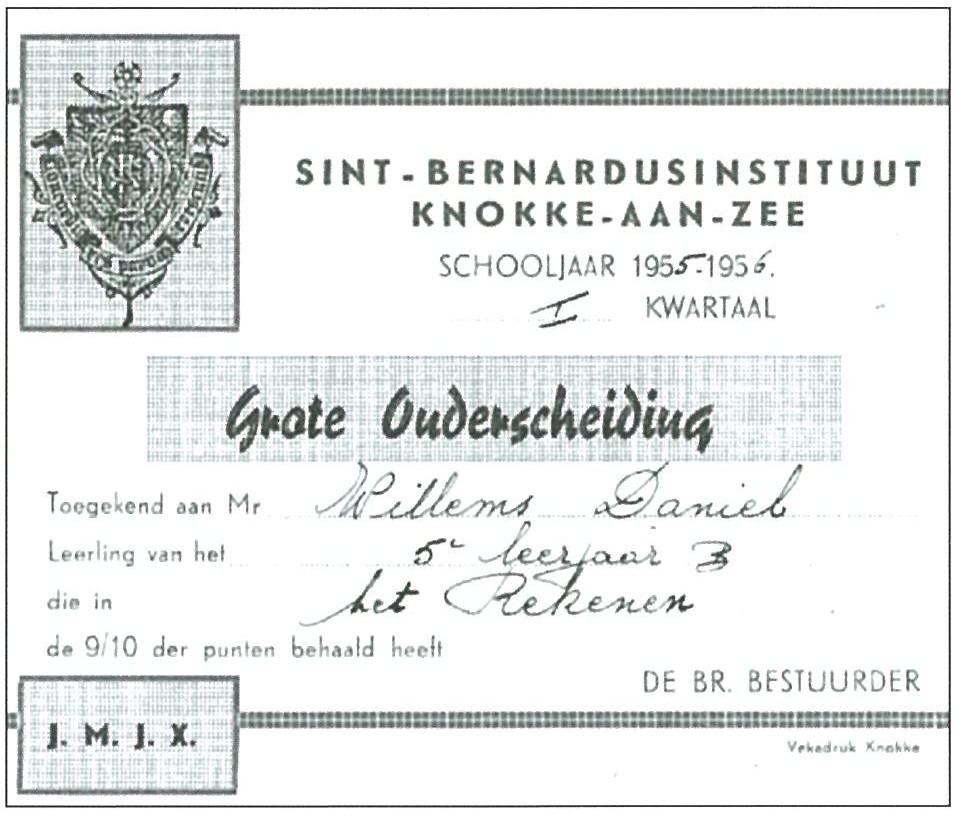 SINT-BERNARDUSINSTITUUT
KNOKKE-AAN-ZEE
SCHOOLJAAR 1955-1956.
I KWARTAAL
Grote Onderscheiding
Toegekend aan Mr Willems Daniel
Leerling van het 5e leerjaar B
die in het Rekenen
de 9/10 der punten behaald heeft
DE BR. BESTUURDER
J. M. J. X.
Vekadruk Knokke